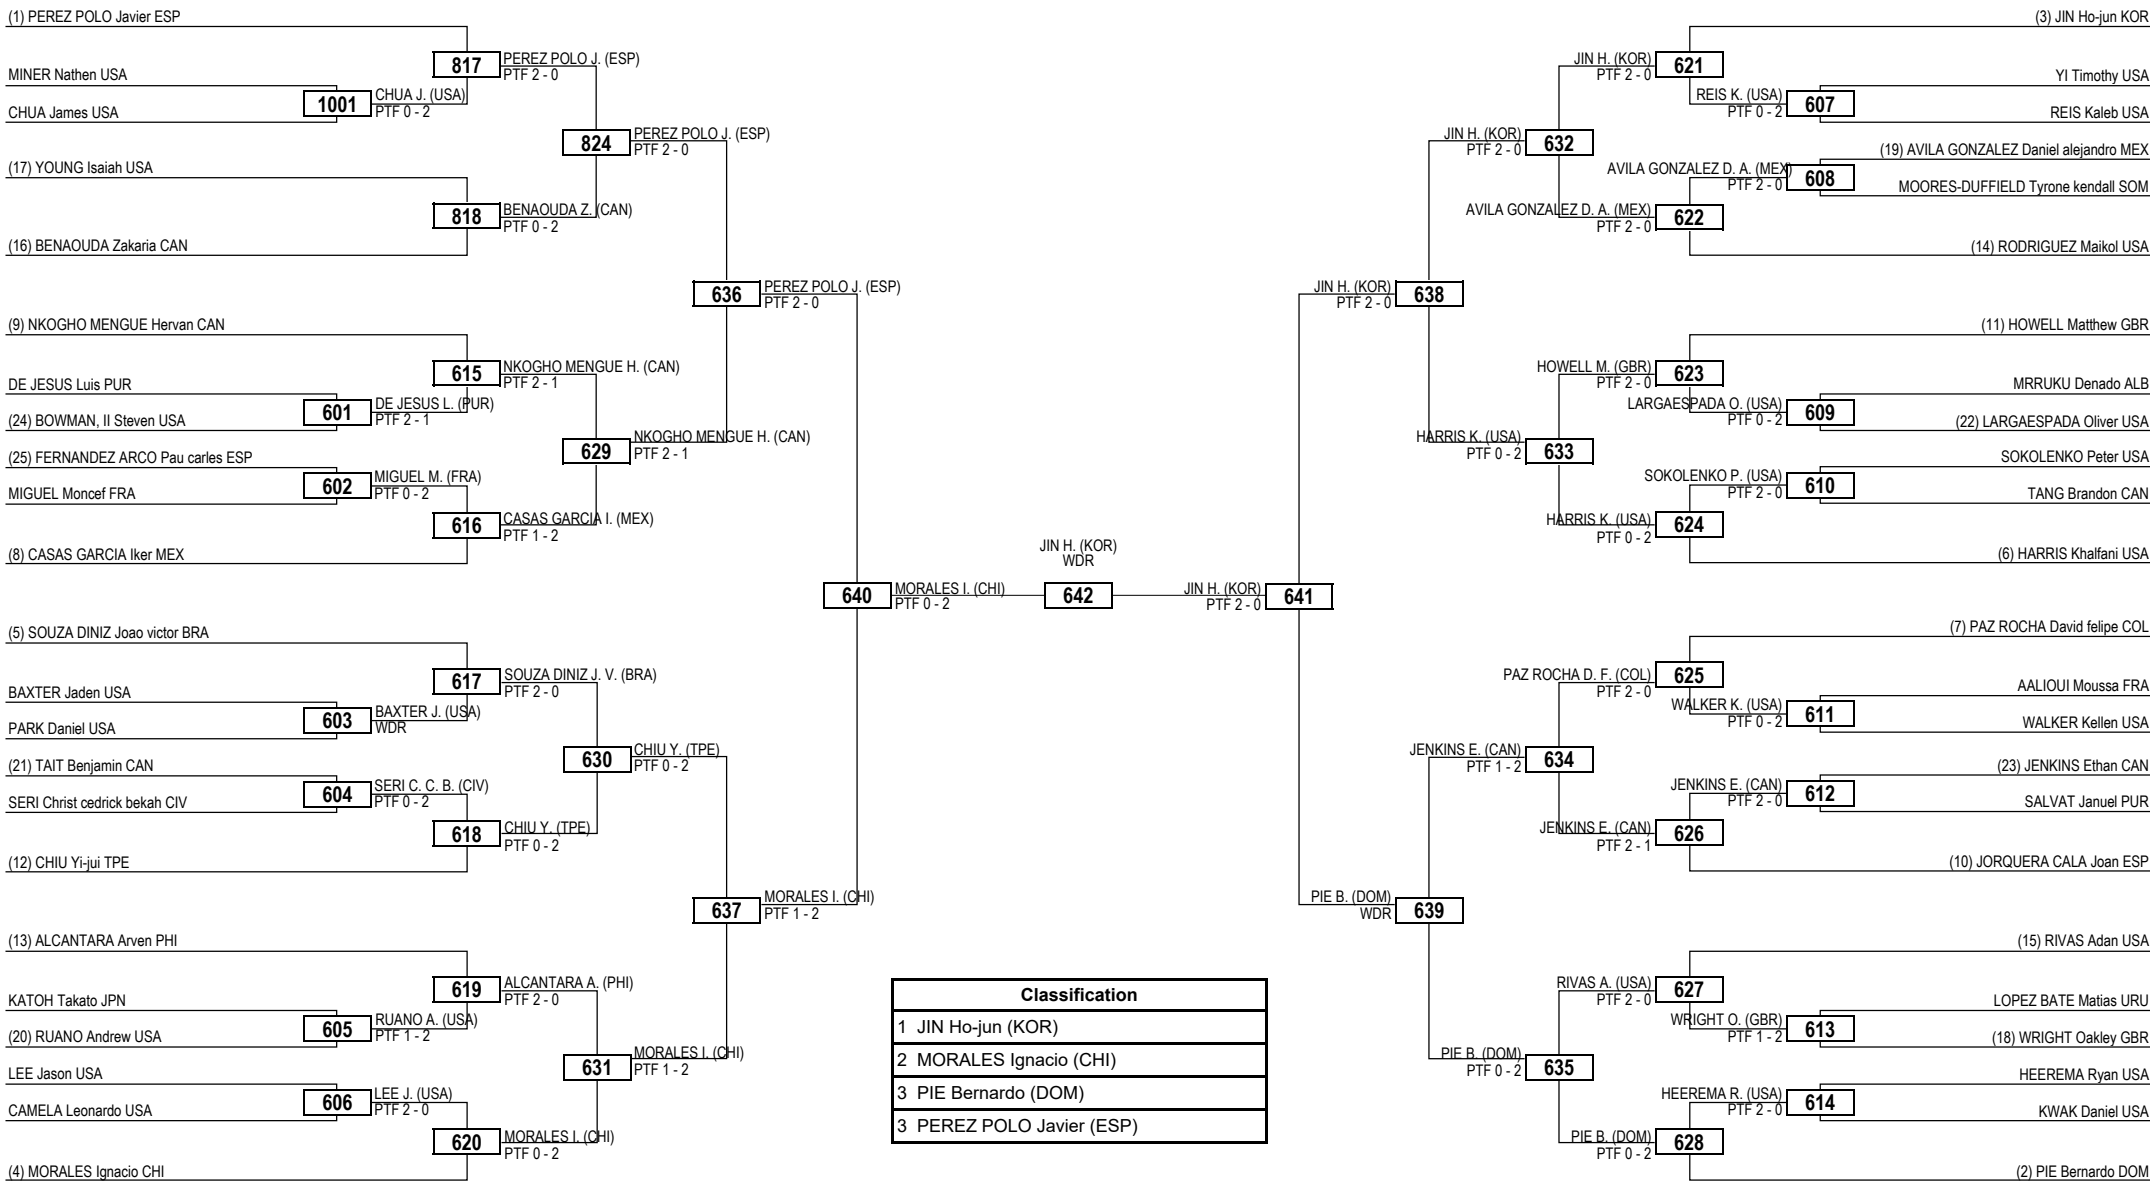 (1) PEREZ POLO Javier ESP
817
PEREZ POLO J. (ESP)
PTF 2 - 0
MINER Nathen USA
1001
CHUA J. (USA)
PTF 0 - 2
CHUA James USA
824
PEREZ POLO J. (ESP)
PTF 2 - 0
(17) YOUNG Isaiah USA
818
BENAOUDA Z. (CAN)
PTF 0 - 2
(16) BENAOUDA Zakaria CAN
636
PEREZ POLO J. (ESP)
PTF 2 - 0
(9) NKOGHO MENGUE Hervan CAN
615
NKOGHO MENGUE H. (CAN)
PTF 2 - 1
DE JESUS Luis PUR
601
DE JESUS L. (PUR)
PTF 2 - 1
(24) BOWMAN, II Steven USA
629
NKOGHO MENGUE H. (CAN)
PTF 2 - 1
(25) FERNANDEZ ARCO Pau carles ESP
602
MIGUEL M. (FRA)
PTF 0 - 2
MIGUEL Moncef FRA
616
CASAS GARCIA I. (MEX)
PTF 1 - 2
(8) CASAS GARCIA Iker MEX
640
MORALES I. (CHI)
PTF 0 - 2
(5) SOUZA DINIZ Joao victor BRA
617
SOUZA DINIZ J. V. (BRA)
PTF 2 - 0
BAXTER Jaden USA
603
BAXTER J. (USA)
WDR
PARK Daniel USA
630
CHIU Y. (TPE)
PTF 0 - 2
(21) TAIT Benjamin CAN
604
SERI C. C. B. (CIV)
PTF 0 - 2
SERI Christ cedrick bekah CIV
618
CHIU Y. (TPE)
PTF 0 - 2
(12) CHIU Yi-jui TPE
637
MORALES I. (CHI)
PTF 1 - 2
(13) ALCANTARA Arven PHI
619
ALCANTARA A. (PHI)
PTF 2 - 0
KATOH Takato JPN
605
RUANO A. (USA)
PTF 1 - 2
(20) RUANO Andrew USA
631
MORALES I. (CHI)
PTF 1 - 2
LEE Jason USA
606
LEE J. (USA)
PTF 2 - 0
CAMELA Leonardo USA
620
MORALES I. (CHI)
PTF 0 - 2
(4) MORALES Ignacio CHI
JIN H. (KOR)
WDR
642
JIN H. (KOR)
PTF 2 - 0
641
(3) JIN Ho-jun KOR
JIN H. (KOR)
PTF 2 - 0
621
YI Timothy USA
REIS K. (USA)
PTF 0 - 2
607
REIS Kaleb USA
JIN H. (KOR)
PTF 2 - 0
632
(19) AVILA GONZALEZ Daniel alejandro MEX
AVILA GONZALEZ D. A. (MEX)
PTF 2 - 0
608
MOORES-DUFFIELD Tyrone kendall SOM
AVILA GONZALEZ D. A. (MEX)
PTF 2 - 0
622
(14) RODRIGUEZ Maikol USA
JIN H. (KOR)
PTF 2 - 0
638
(11) HOWELL Matthew GBR
HOWELL M. (GBR)
PTF 2 - 0
623
MRRUKU Denado ALB
LARGAESPADA O. (USA)
PTF 0 - 2
609
(22) LARGAESPADA Oliver USA
HARRIS K. (USA)
PTF 0 - 2
633
SOKOLENKO Peter USA
SOKOLENKO P. (USA)
PTF 2 - 0
610
TANG Brandon CAN
HARRIS K. (USA)
PTF 0 - 2
624
(6) HARRIS Khalfani USA
(7) PAZ ROCHA David felipe COL
PAZ ROCHA D. F. (COL)
PTF 2 - 0
625
AALIOUI Moussa FRA
WALKER K. (USA)
PTF 0 - 2
611
WALKER Kellen USA
JENKINS E. (CAN)
PTF 1 - 2
634
(23) JENKINS Ethan CAN
JENKINS E. (CAN)
PTF 2 - 0
612
SALVAT Januel PUR
JENKINS E. (CAN)
PTF 2 - 1
626
(10) JORQUERA CALA Joan ESP
PIE B. (DOM)
WDR
639
(15) RIVAS Adan USA
RIVAS A. (USA)
PTF 2 - 0
627
LOPEZ BATE Matias URU
WRIGHT O. (GBR)
PTF 1 - 2
613
(18) WRIGHT Oakley GBR
PIE B. (DOM)
PTF 0 - 2
635
HEEREMA Ryan USA
HEEREMA R. (USA)
PTF 2 - 0
614
KWAK Daniel USA
PIE B. (DOM)
PTF 0 - 2
628
(2) PIE Bernardo DOM
Classification
1 JIN Ho-jun (KOR)
2 MORALES Ignacio (CHI)
3 PIE Bernardo (DOM)
3 PEREZ POLO Javier (ESP)